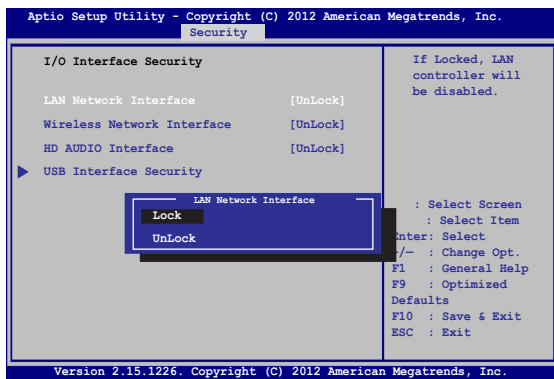 Aptio Setup Utility - Copyright (C) 2012 American Megatrends, Inc.
Security
I/O Interface Security
LAN Network Interface [UnLock]
Wireless Network Interface [UnLock]
HD AUDIO Interface [UnLock]
USB Interface Security
If Locked, LAN
controller will
be disabled.
LAN Network Interface
Lock
UnLock
: Select Screen
: Select Item
Enter: Select
+/— : Change Opt.
F1 : General Help
F9 : Optimized
Defaults
F10 : Save & Exit
ESC : Exit
Version 2.15.1226. Copyright (C) 2012 American Megatrends, Inc.